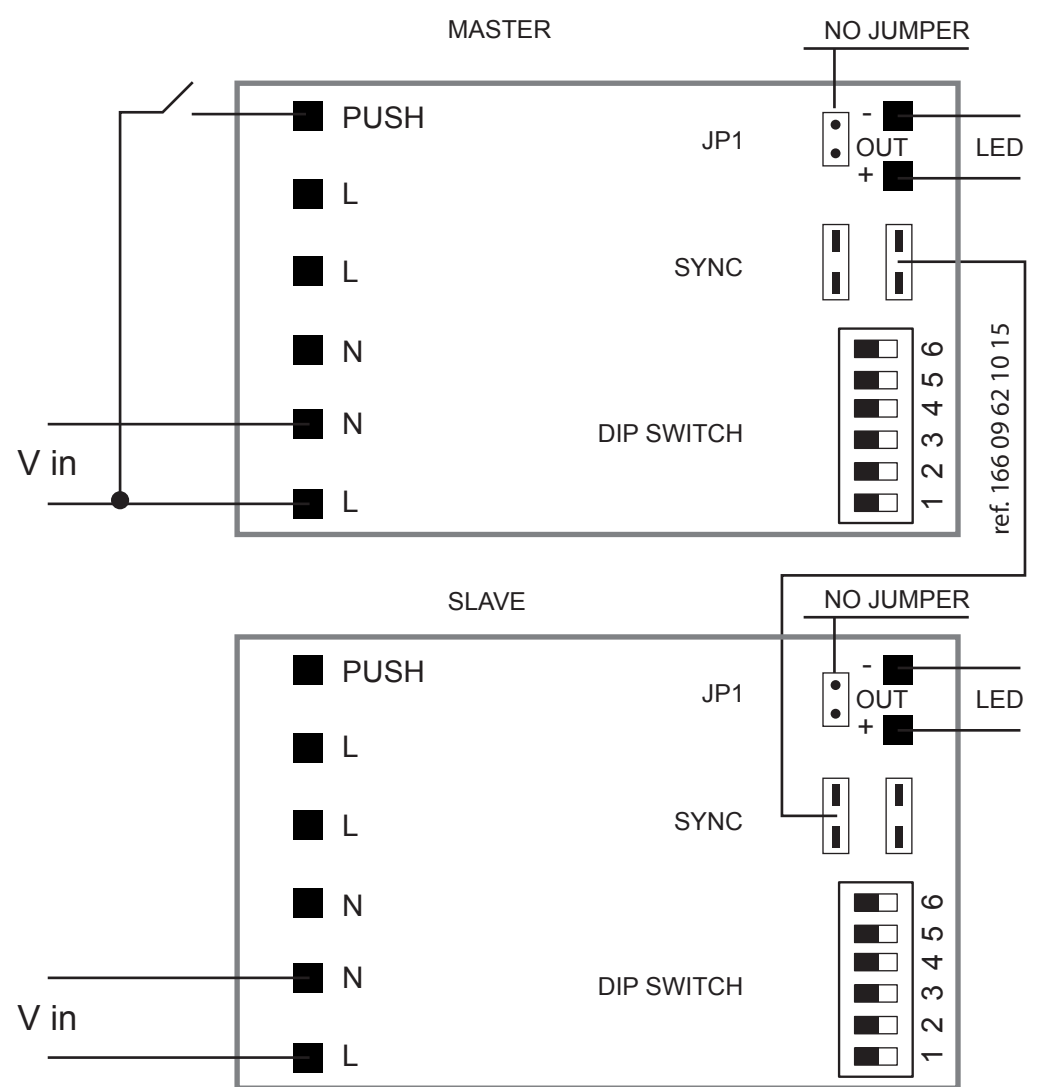 MASTER
NO JUMPER
PUSH
JP1
-
OUT
+
LED
L
L
SYNC
N
N
V in
L
DIP SWITCH
6
5
4
3
2
1
ref. 166 09 62 10 15
SLAVE
NO JUMPER
PUSH
JP1
-
OUT
+
LED
L
L
SYNC
N
N
V in
L
DIP SWITCH
6
5
4
3
2
1